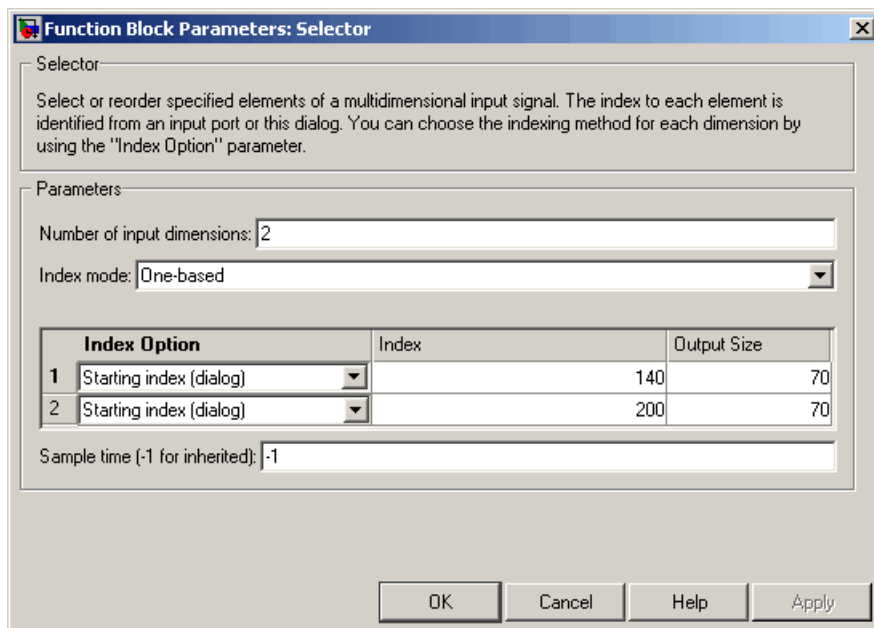 Function Block Parameters: Selector
Selector
Select or reorder specified elements of a multidimensional input signal. The index to each element is
identified from an input port or this dialog. You can choose the indexing method for each dimension by
using the "Index Option" parameter.
Parameters
Number of input dimensions: 2
Index mode: One-based
Index Option Index Output Size
1 Starting index (dialog) 140 70
2 Starting index (dialog) 200 70
Sample time (-1 for inherited): -1
OK Cancel Help Apply